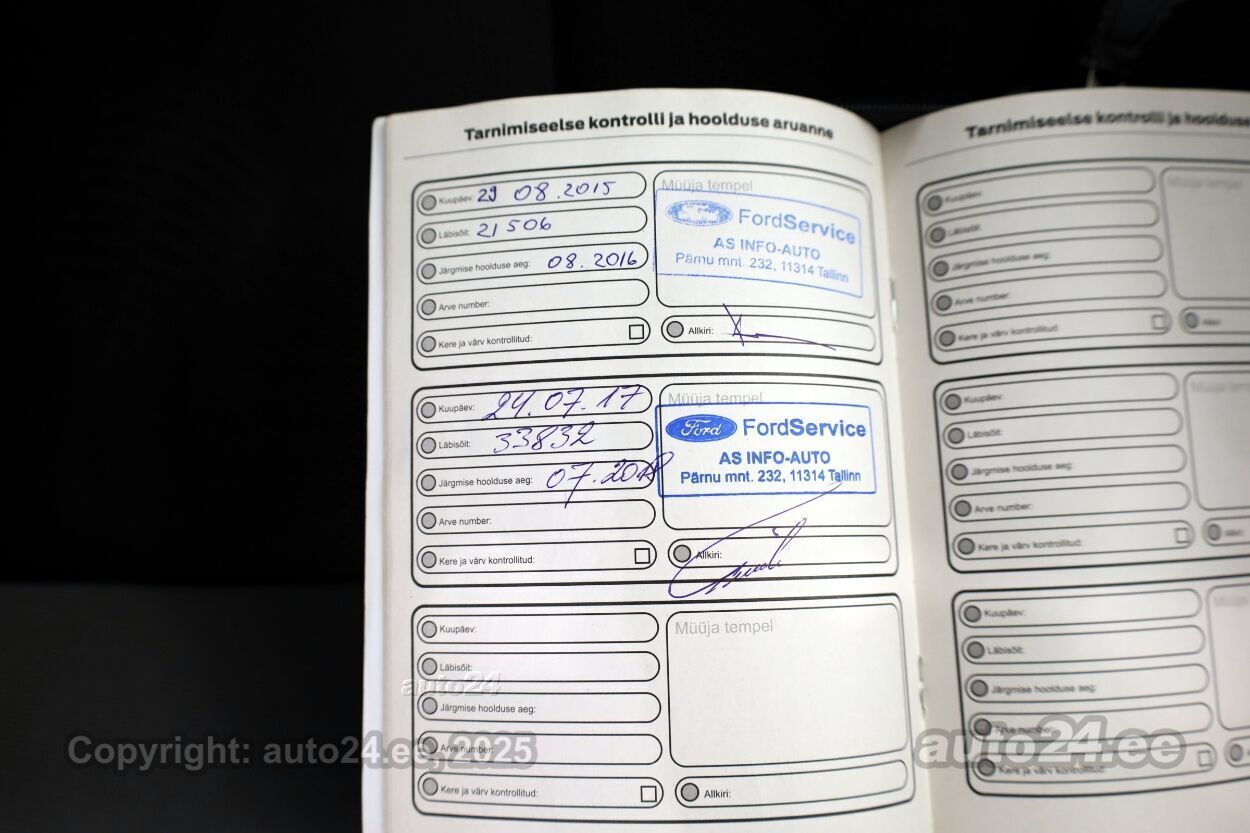 Tarnimiseelse kontrolli ja hoolduse aruanne
Kuupäev: 29 08.2015
Läbisõit: 21506
Järgmise hoolduse aeg: 08.2016
Arve number:
Kere ja värv kontrollitud:
Müüja tempel
FordService
AS INFO-AUTO
Pärnu mnt. 232, 11314 Tallinn
Allkiri:
Kuupäev: 24.07.17
Läbisõit: 33832
Järgmise hoolduse aeg: 07.2018
Arve number:
Kere ja värv kontrollitud:
Müüja tempel
Ford FordService
AS INFO-AUTO
Pärnu mnt. 232, 11314 Tallinn
Allkiri:
Kuupäev:
Läbisõit:
Järgmise hoolduse aeg:
Arve number:
Kere ja värv kontrollitud:
Müüja tempel
Allkiri:
Tarnimiseelse kontrolli ja hoolduse
Kuupäev:
Läbisõit:
Järgmise hoolduse aeg:
Arve number:
Kere ja värv kontrollitud:
Müüja tempel
Allkiri:
Kuupäev:
Läbisõit:
Järgmise hoolduse aeg:
Arve number:
Kere ja värv kontrollitud:
Müüja
Allkiri:
Kuupäev:
Läbisõit:
Järgmise hoolduse aeg:
Arve number:
Kere ja värv kontrollitud:
auto24
Copyright: auto24.ee, 2025
auto24.ee